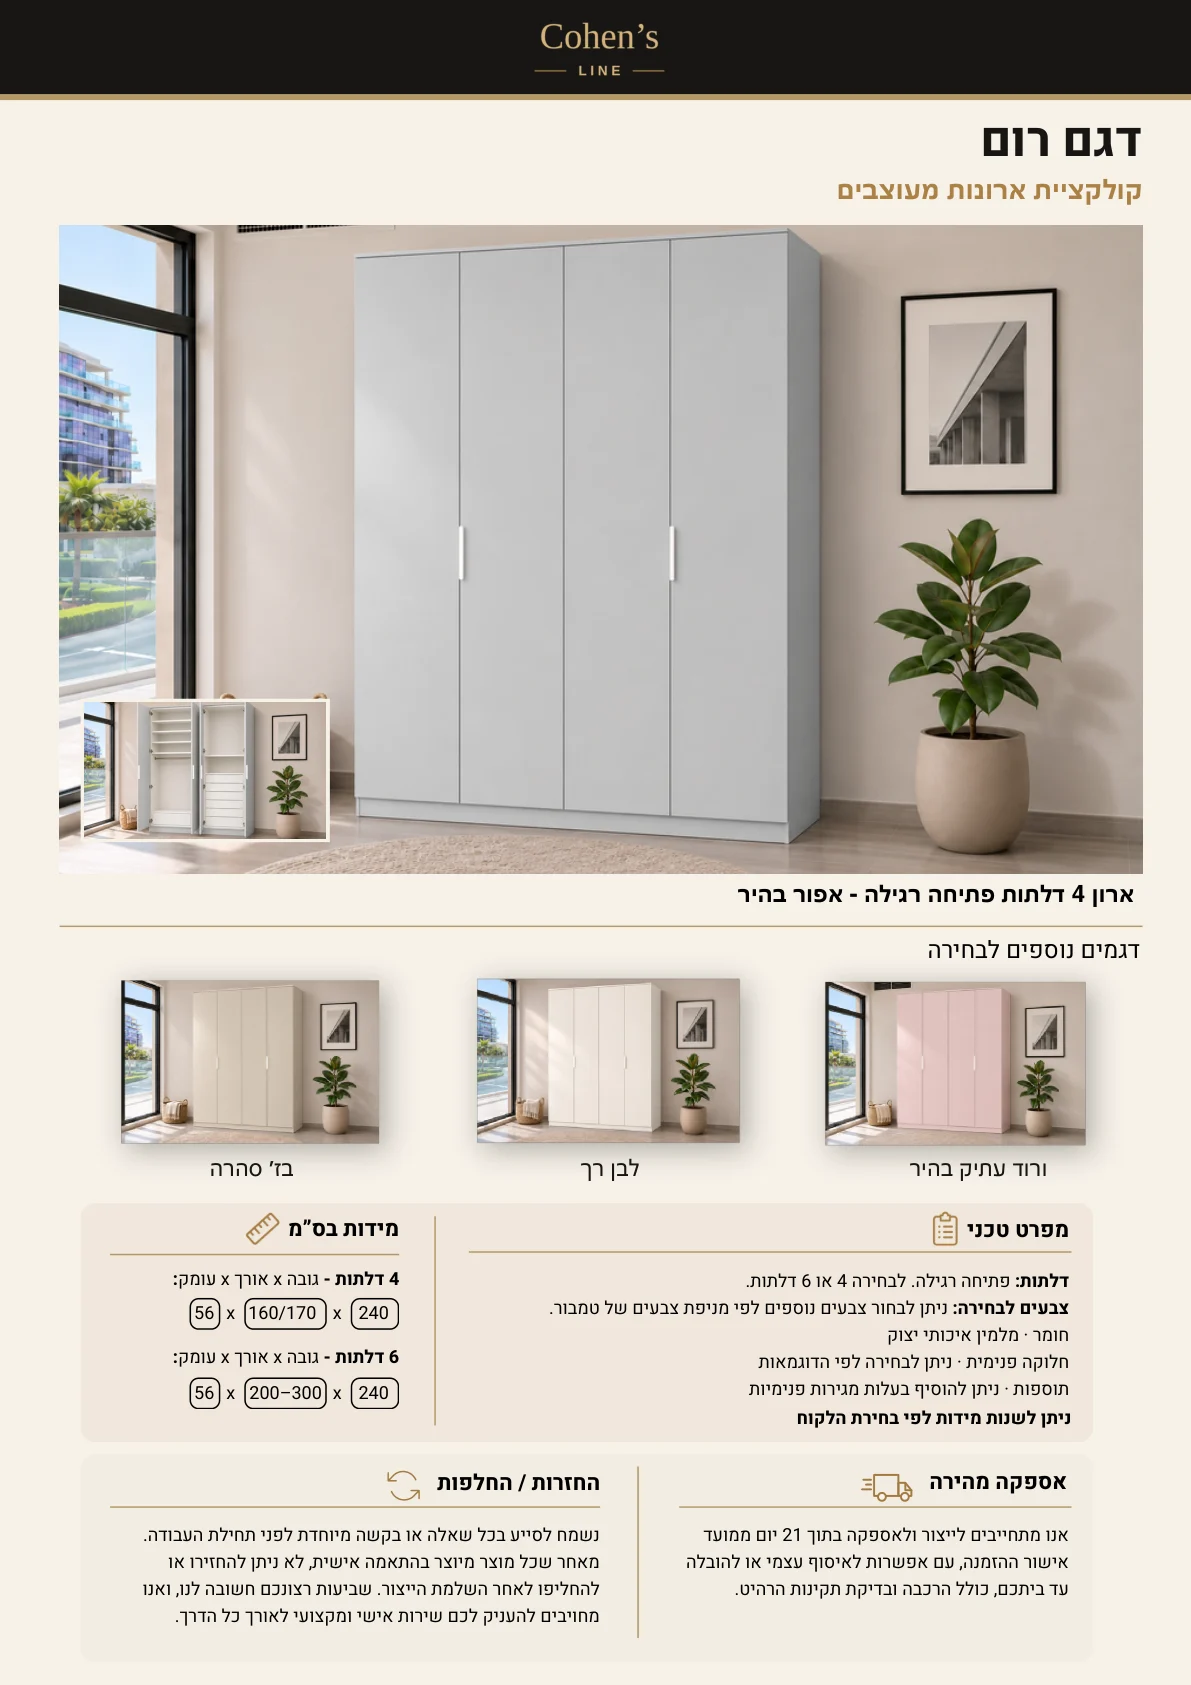 Cohen’s
LINE
דגם רום
קולקציית ארונות מעוצבים
ארון 4 דלתות פתיחה רגילה - אפור בהיר
דגמים נוספים לבחירה
ורוד עתיק בהיר
לבן רך
בז’ סהרה
מפרט טכני
דלתות: פתיחה רגילה. לבחירה 4 או 6 דלתות.
צבעים לבחירה: ניתן לבחור צבעים נוספים לפי מניפת צבעים של טמבור.
חומר · מלמין איכותי יצוק
חלוקה פנימית · ניתן לבחירה לפי הדוגמאות
תוספות · ניתן להוסיף בעלות מגירות פנימיות
ניתן לשנות מידות לפי בחירת הלקוח
מידות בס”מ
4 דלתות - גובה x אורך x עומק:
240 x 160/170 x 56
6 דלתות - גובה x אורך x עומק:
240 x 200–300 x 56
אספקה מהירה
אנו מתחייבים לייצור ולאספקה בתוך 21 יום ממועד
אישור ההזמנה, עם אפשרות לאיסוף עצמי או להובלה
עד ביתכם, כולל הרכבה ובדיקת תקינות הרהיט.
החזרות / החלפות
נשמח לסייע בכל שאלה או בקשה מיוחדת לפני תחילת העבודה.
מאחר שכל מוצר מיוצר בהתאמה אישית, לא ניתן להחזירו או
להחליפו לאחר השלמת הייצור. שביעות רצונכם חשובה לנו, ואנו
מחויבים להעניק לכם שירות אישי ומקצועי לאורך כל הדרך.